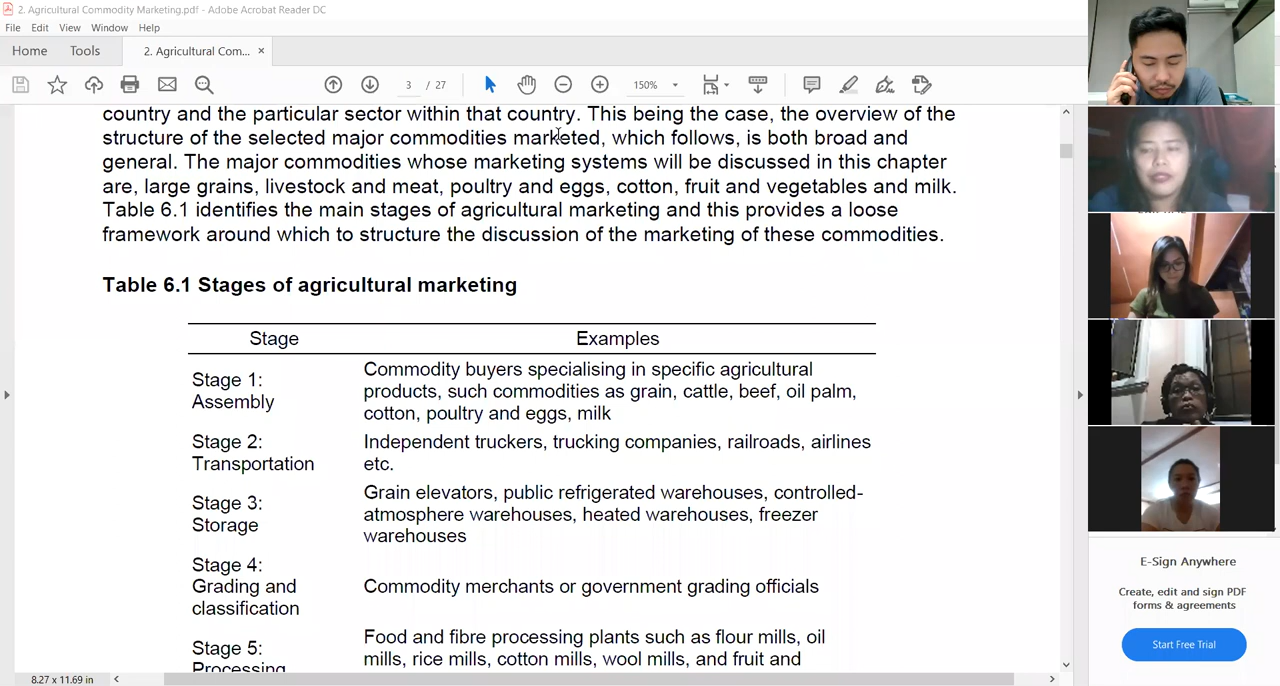 2. Agricultural Commodity Marketing.pdf - Adobe Acrobat Reader DC
File Edit View Window Help
Home Tools 2. Agricultural Com... ×
3 / 27 150%
country and the particular sector within that country. This being the case, the overview of the
structure of the selected major commodities marketed, which follows, is both broad and
general. The major commodities whose marketing systems will be discussed in this chapter
are, large grains, livestock and meat, poultry and eggs, cotton, fruit and vegetables and milk.
Table 6.1 identifies the main stages of agricultural marketing and this provides a loose
framework around which to structure the discussion of the marketing of these commodities.
Table 6.1 Stages of agricultural marketing
Stage Examples
Stage 1:
Assembly
Commodity buyers specialising in specific agricultural
products, such commodities as grain, cattle, beef, oil palm,
cotton, poultry and eggs, milk
Stage 2:
Transportation
Independent truckers, trucking companies, railroads, airlines
etc.
Stage 3:
Storage
Grain elevators, public refrigerated warehouses, controlled-
atmosphere warehouses, heated warehouses, freezer
warehouses
Stage 4:
Grading and
classification
Commodity merchants or government grading officials
Stage 5:
Processing
Food and fibre processing plants such as flour mills, oil
mills, rice mills, cotton mills, wool mills, and fruit and
8.27 x 11.69 in
E-Sign Anywhere
Create, edit and sign PDF
forms & agreements
Start Free Trial